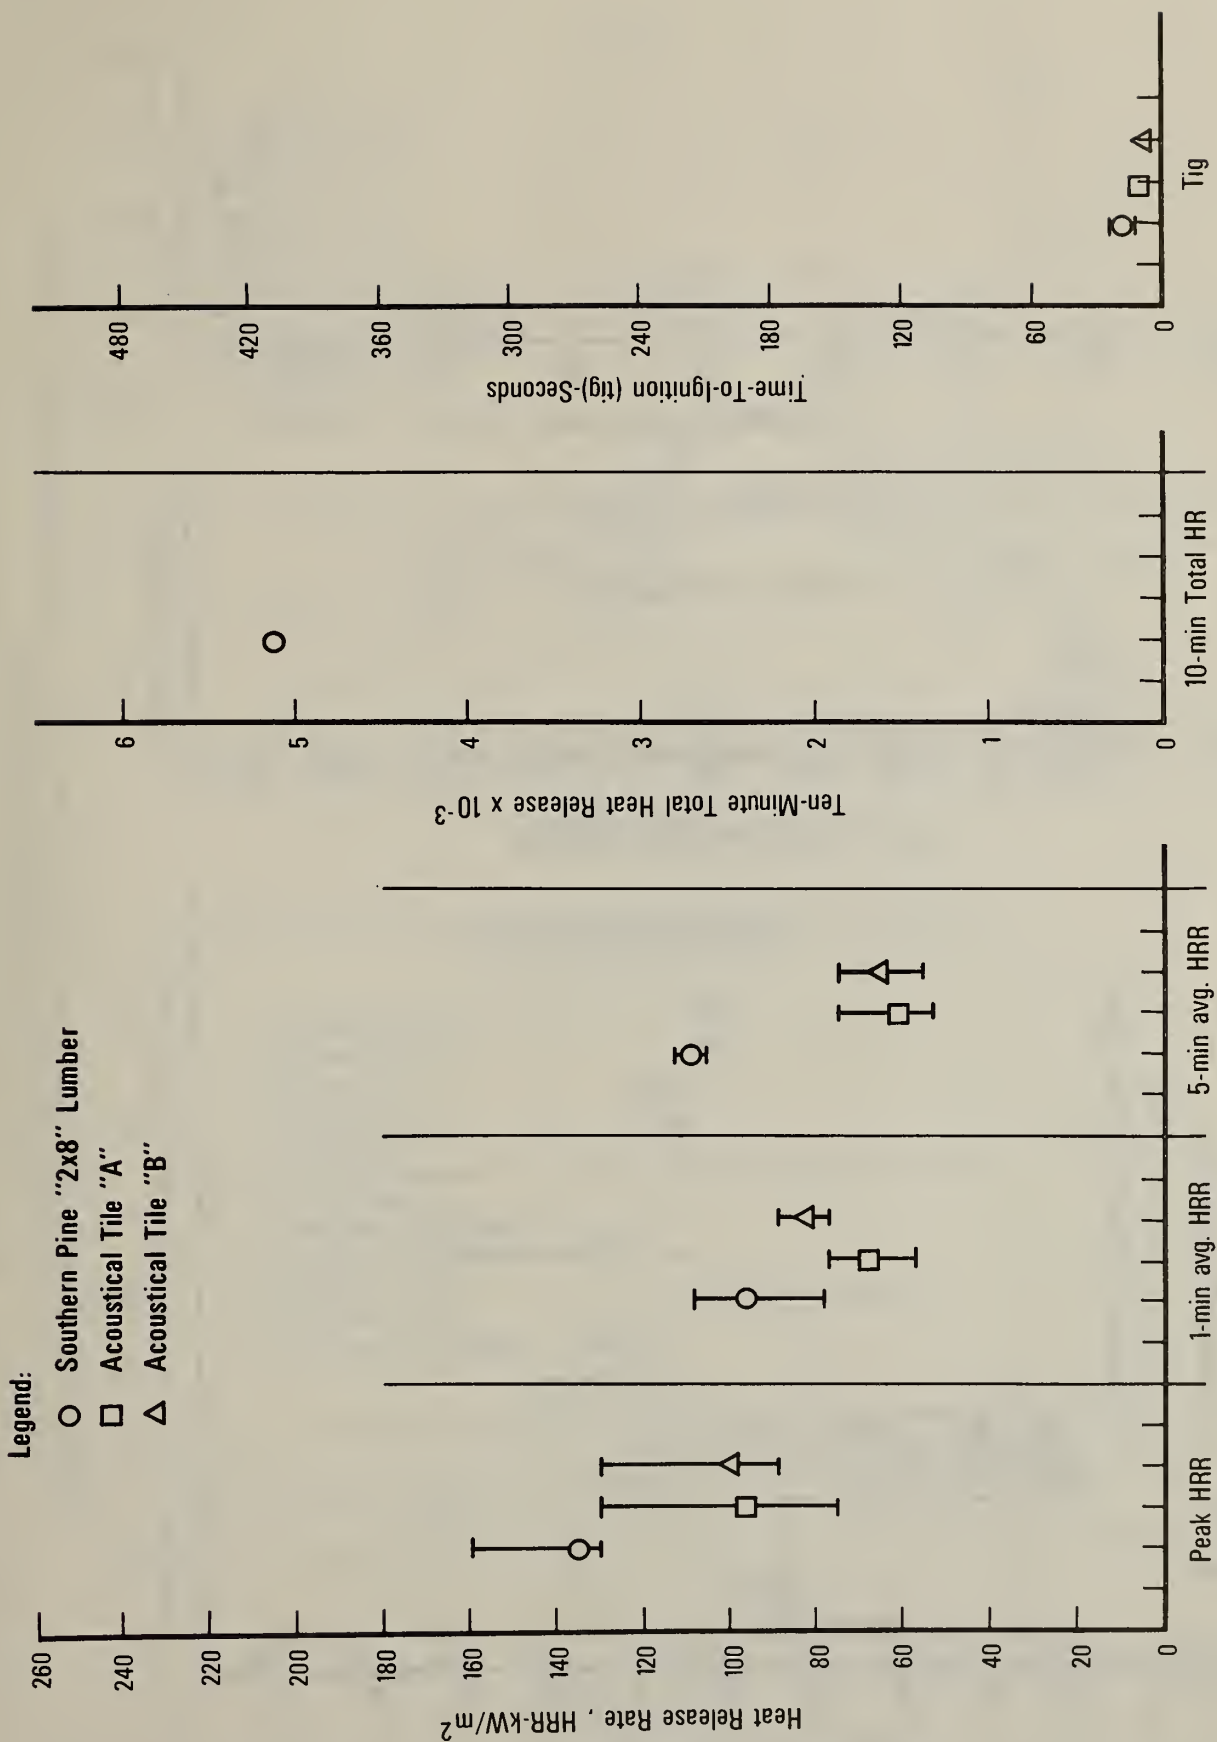 Legend:
Southern Pine "2x8" Lumber
Acoustical Tile "A"
Acoustical Tile "B"
Heat Release Rate, HRR-kW/m²
260
240
220
200
180
160
140
120
100
80
60
40
20
0
Peak HRR
1-min avg. HRR
5-min avg. HRR
Ten-Minute Total Heat Release x 10-3
6
5
4
3
2
1
0
10-min Total HR
Time-To-Ignition (tig)-Seconds
480
420
360
300
240
180
120
60
0
Tig